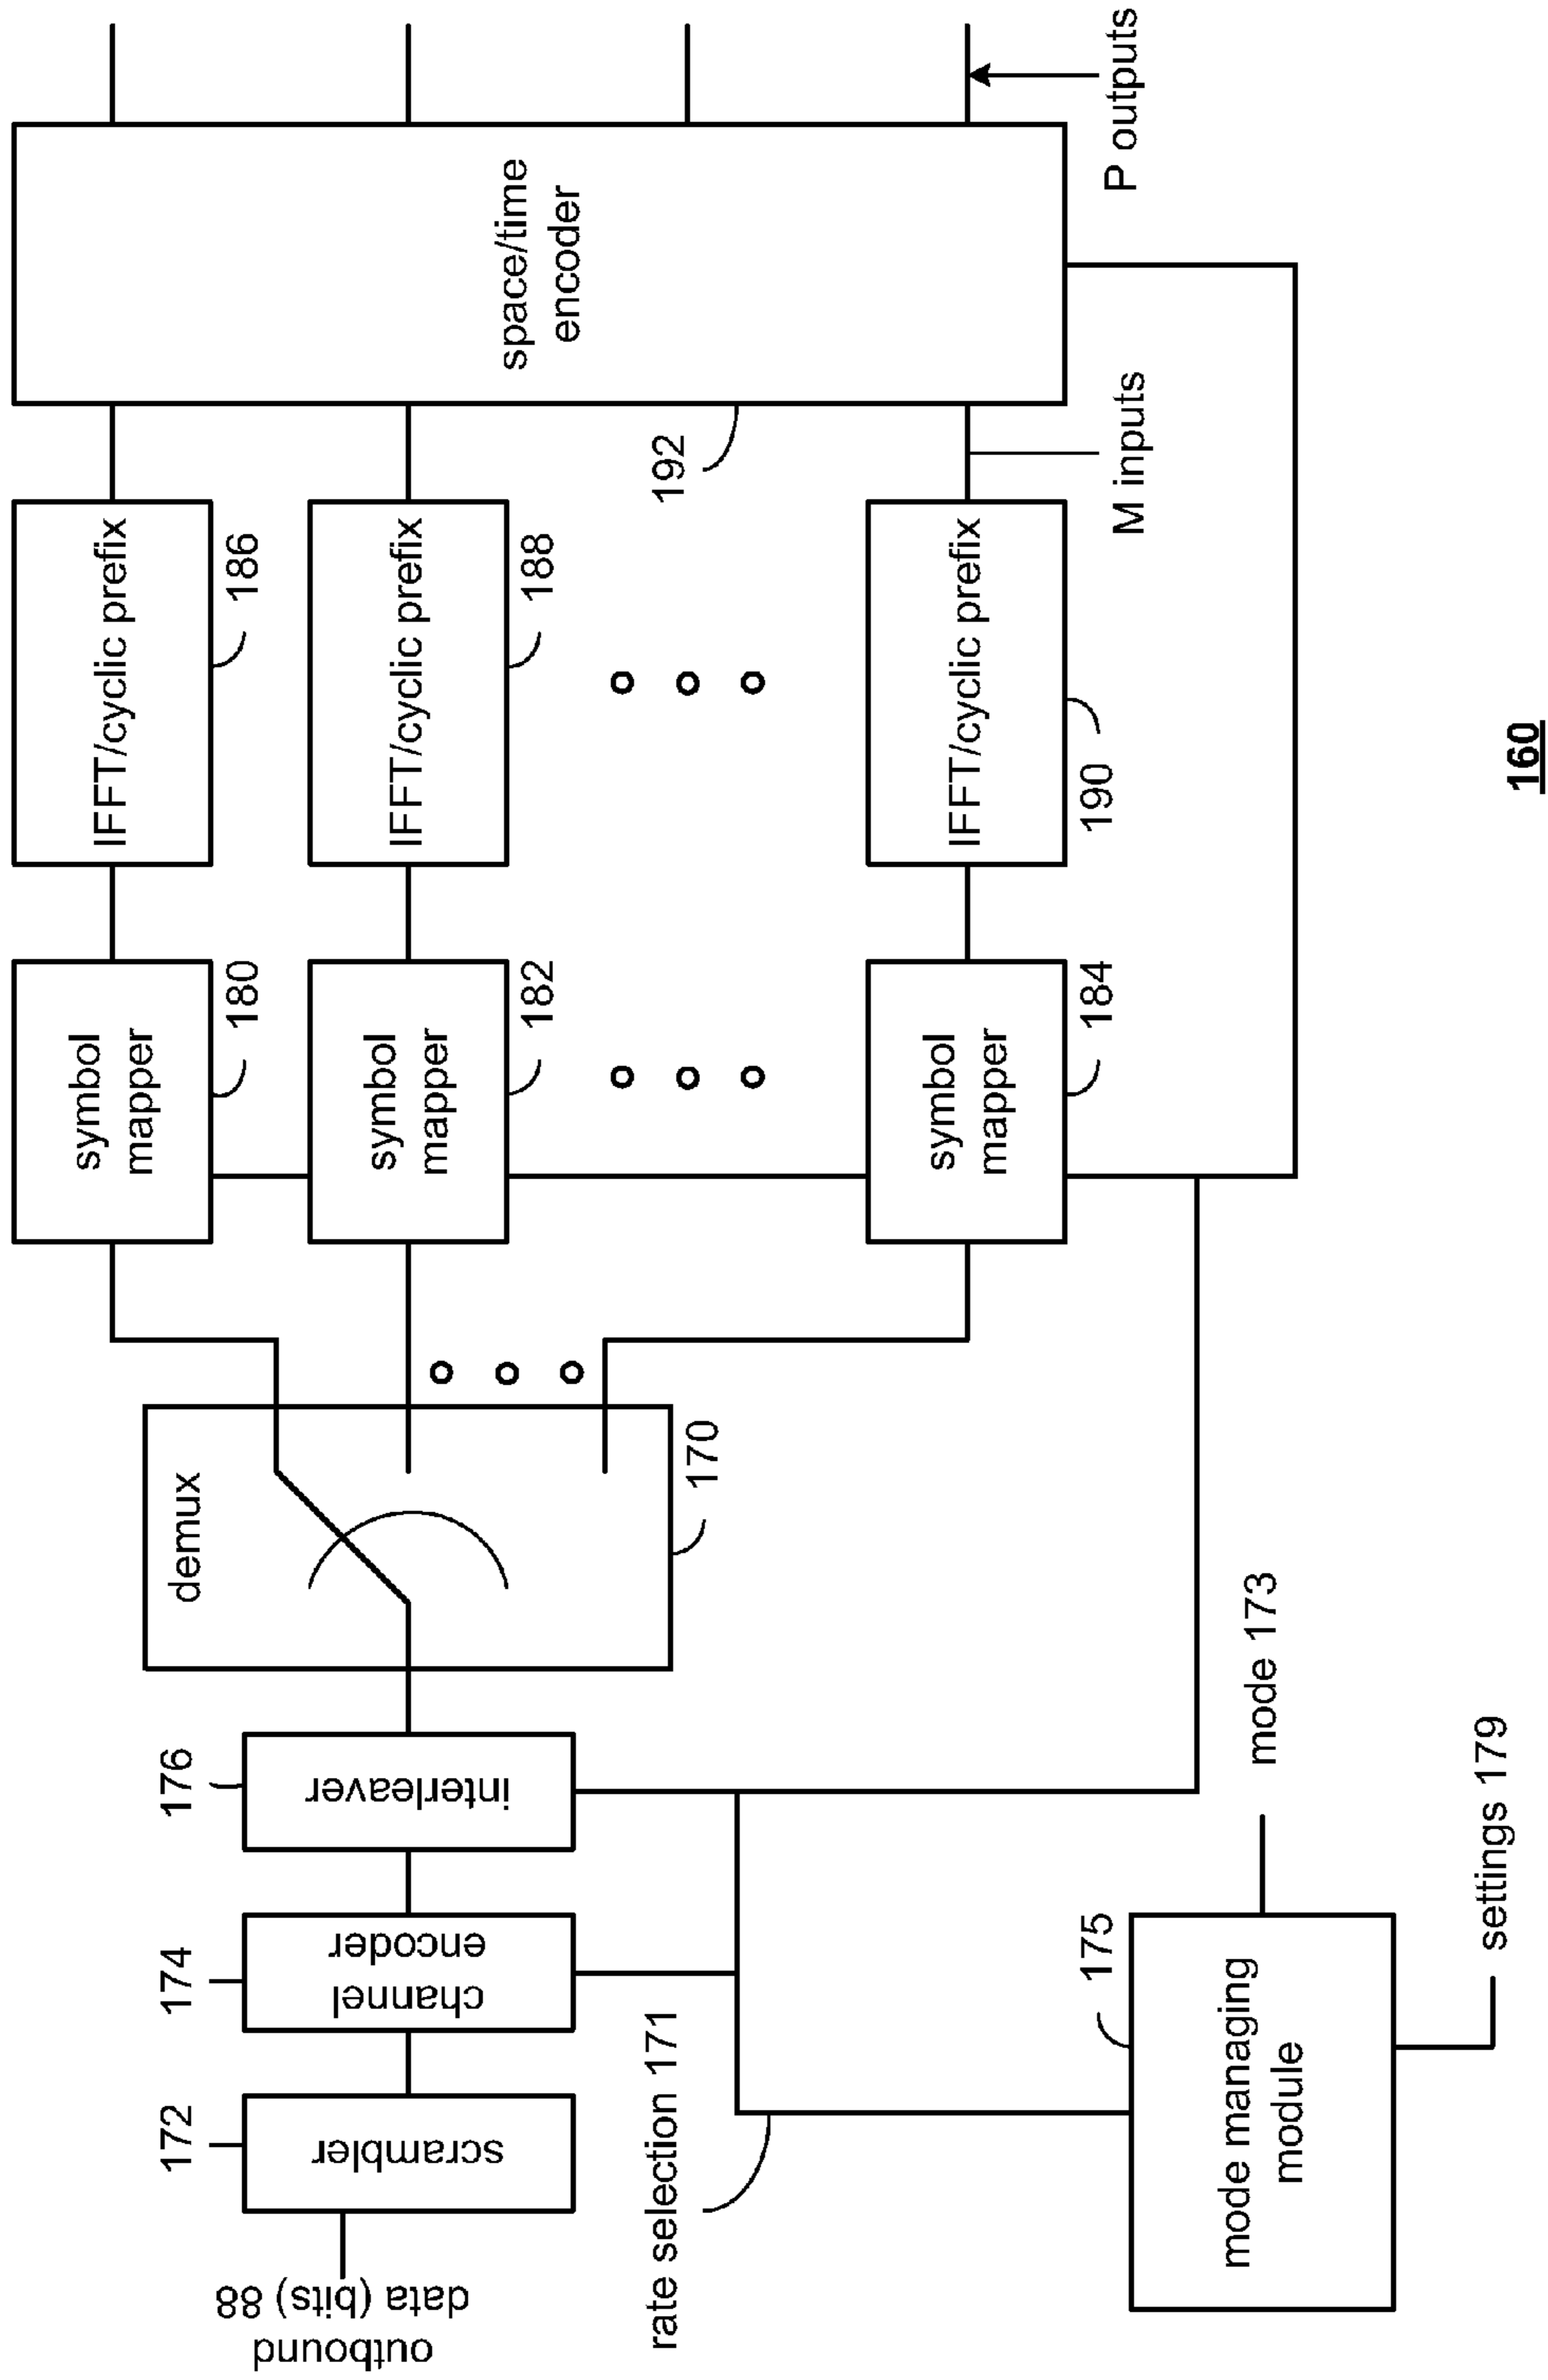 outbound
data (bits) 88
172
scrambler
174
channel
encoder
176
interleaver
demux
170
rate selection 171
mode managing
module
175
mode 173
settings 179
symbol
mapper
180
symbol
mapper
182
symbol
mapper
184
IFFT/cyclic prefix
186
IFFT/cyclic prefix
188
IFFT/cyclic prefix
190
M inputs
space/time
encoder
192
P outputs
160